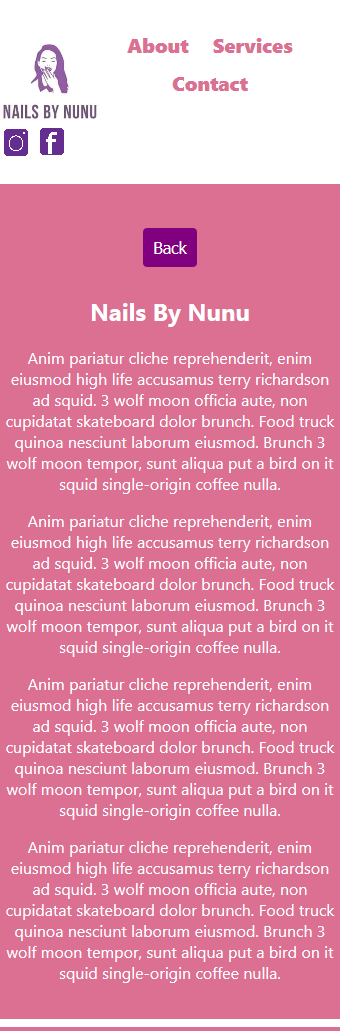 About Services
Contact
NAILS BY NUNU
Back
Nails By Nunu
Anim pariatur cliche reprehenderit, enim
eiusmod high life accusamus terry richardson
ad squid. 3 wolf moon officia aute, non
cupidatat skateboard dolor brunch. Food truck
quinoa nesciunt laborum eiusmod. Brunch 3
wolf moon tempor, sunt aliqua put a bird on it
squid single-origin coffee nulla.
Anim pariatur cliche reprehenderit, enim
eiusmod high life accusamus terry richardson
ad squid. 3 wolf moon officia aute, non
cupidatat skateboard dolor brunch. Food truck
quinoa nesciunt laborum eiusmod. Brunch 3
wolf moon tempor, sunt aliqua put a bird on it
squid single-origin coffee nulla.
Anim pariatur cliche reprehenderit, enim
eiusmod high life accusamus terry richardson
ad squid. 3 wolf moon officia aute, non
cupidatat skateboard dolor brunch. Food truck
quinoa nesciunt laborum eiusmod. Brunch 3
wolf moon tempor, sunt aliqua put a bird on it
squid single-origin coffee nulla.
Anim pariatur cliche reprehenderit, enim
eiusmod high life accusamus terry richardson
ad squid. 3 wolf moon officia aute, non
cupidatat skateboard dolor brunch. Food truck
quinoa nesciunt laborum eiusmod. Brunch 3
wolf moon tempor, sunt aliqua put a bird on it
squid single-origin coffee nulla.